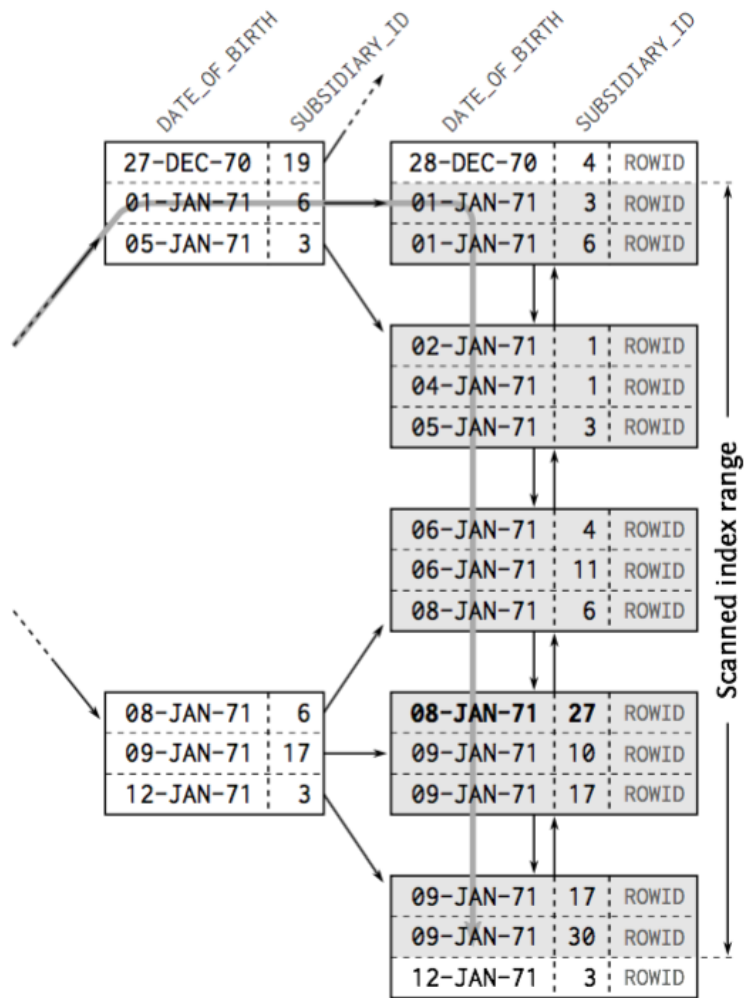 DATE_OF_BIRTH SUBSIDIARY_ID
27-DEC-70 19
01-JAN-71 6
05-JAN-71 3
08-JAN-71 6
09-JAN-71 17
12-JAN-71 3
DATE_OF_BIRTH SUBSIDIARY_ID
28-DEC-70 4 ROWID
01-JAN-71 3 ROWID
01-JAN-71 6 ROWID
02-JAN-71 1 ROWID
04-JAN-71 1 ROWID
05-JAN-71 3 ROWID
06-JAN-71 4 ROWID
06-JAN-71 11 ROWID
08-JAN-71 6 ROWID
08-JAN-71 27 ROWID
09-JAN-71 10 ROWID
09-JAN-71 17 ROWID
09-JAN-71 17 ROWID
09-JAN-71 30 ROWID
12-JAN-71 3 ROWID
Scanned index range